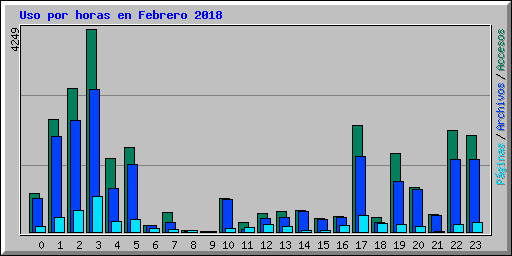 Uso por horas en Febrero 2018
4249
Páginas / Archivos / Accesos
0 1 2 3 4 5 6 7 8 9 10 11 12 13 14 15 16 17 18 19 20 21 22 23